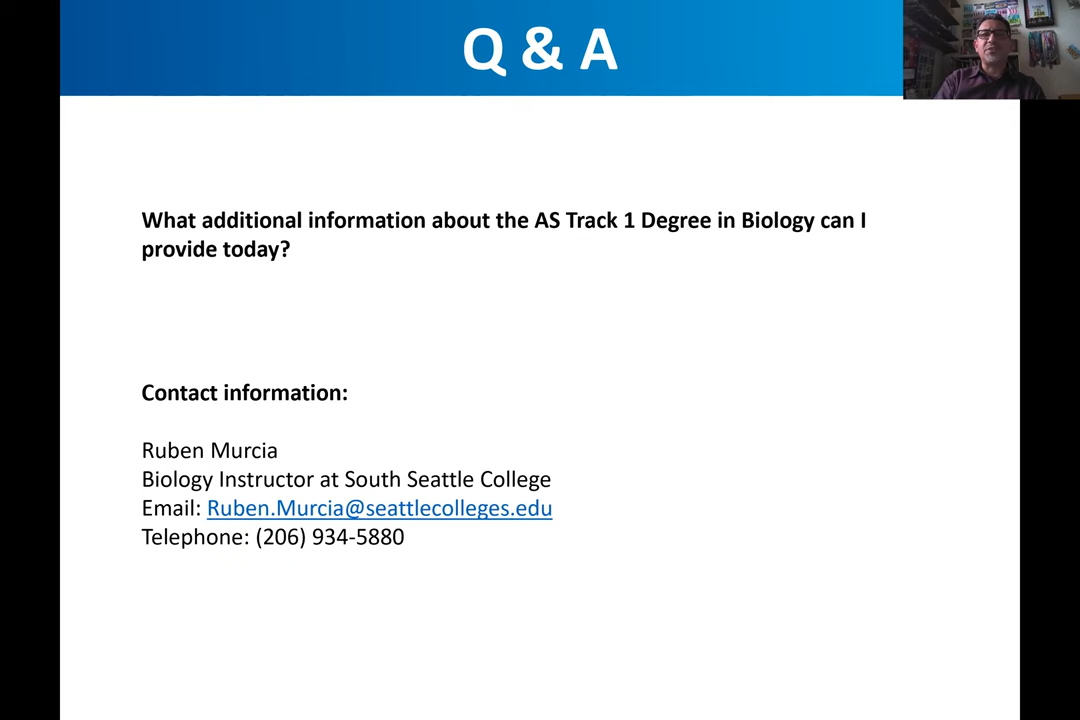 Q & A
What additional information about the AS Track 1 Degree in Biology can I
provide today?
Contact information:
Ruben Murcia
Biology Instructor at South Seattle College
Email: Ruben.Murcia@seattlecolleges.edu
Telephone: (206) 934-5880